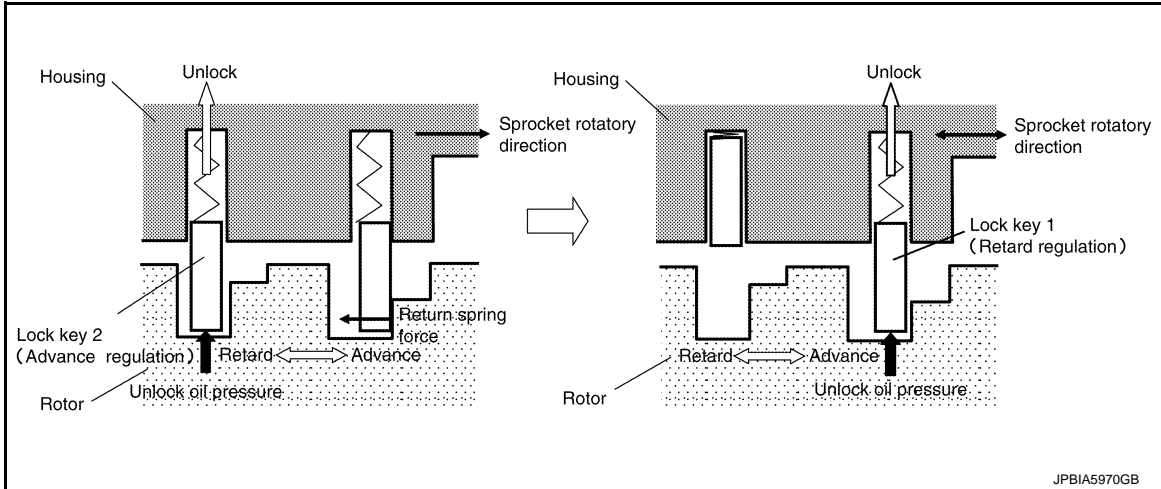 Housing
Unlock
Sprocket rotatory
direction
Lock key 2
(Advance regulation)
Return spring
force
Retard
Advance
Unlock oil pressure
Rotor
Housing
Unlock
Sprocket rotatory
direction
Lock key 1
(Retard regulation)
Retard
Advance
Unlock oil pressure
Rotor
JPBIA5970GB